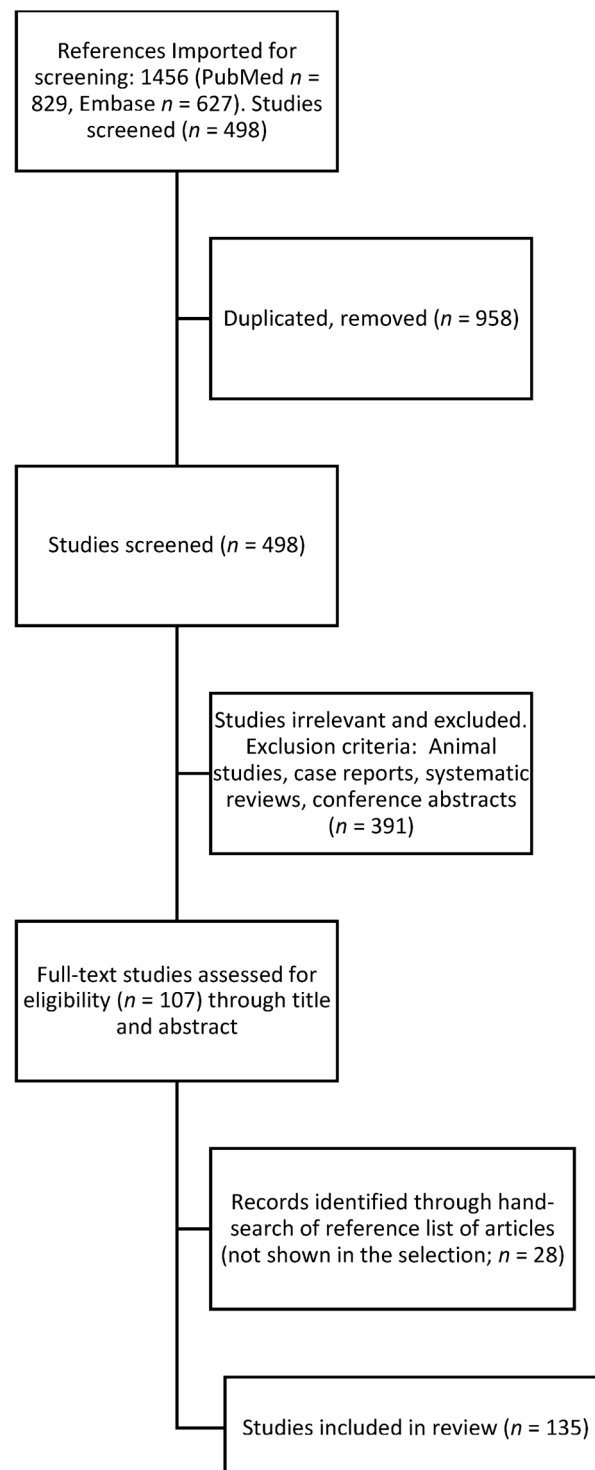 References Imported for
screening: 1456 (PubMed n =
829, Embase n = 627). Studies
screened (n = 498)
Duplicated, removed (n = 958)
Studies screened (n = 498)
Studies irrelevant and excluded.
Exclusion criteria:  Animal
studies, case reports, systematic
reviews, conference abstracts
(n = 391)
Full-text studies assessed for
eligibility (n = 107) through title
and abstract
Records identified through hand-
search of reference list of articles
(not shown in the selection; n = 28)
Studies included in review (n = 135)